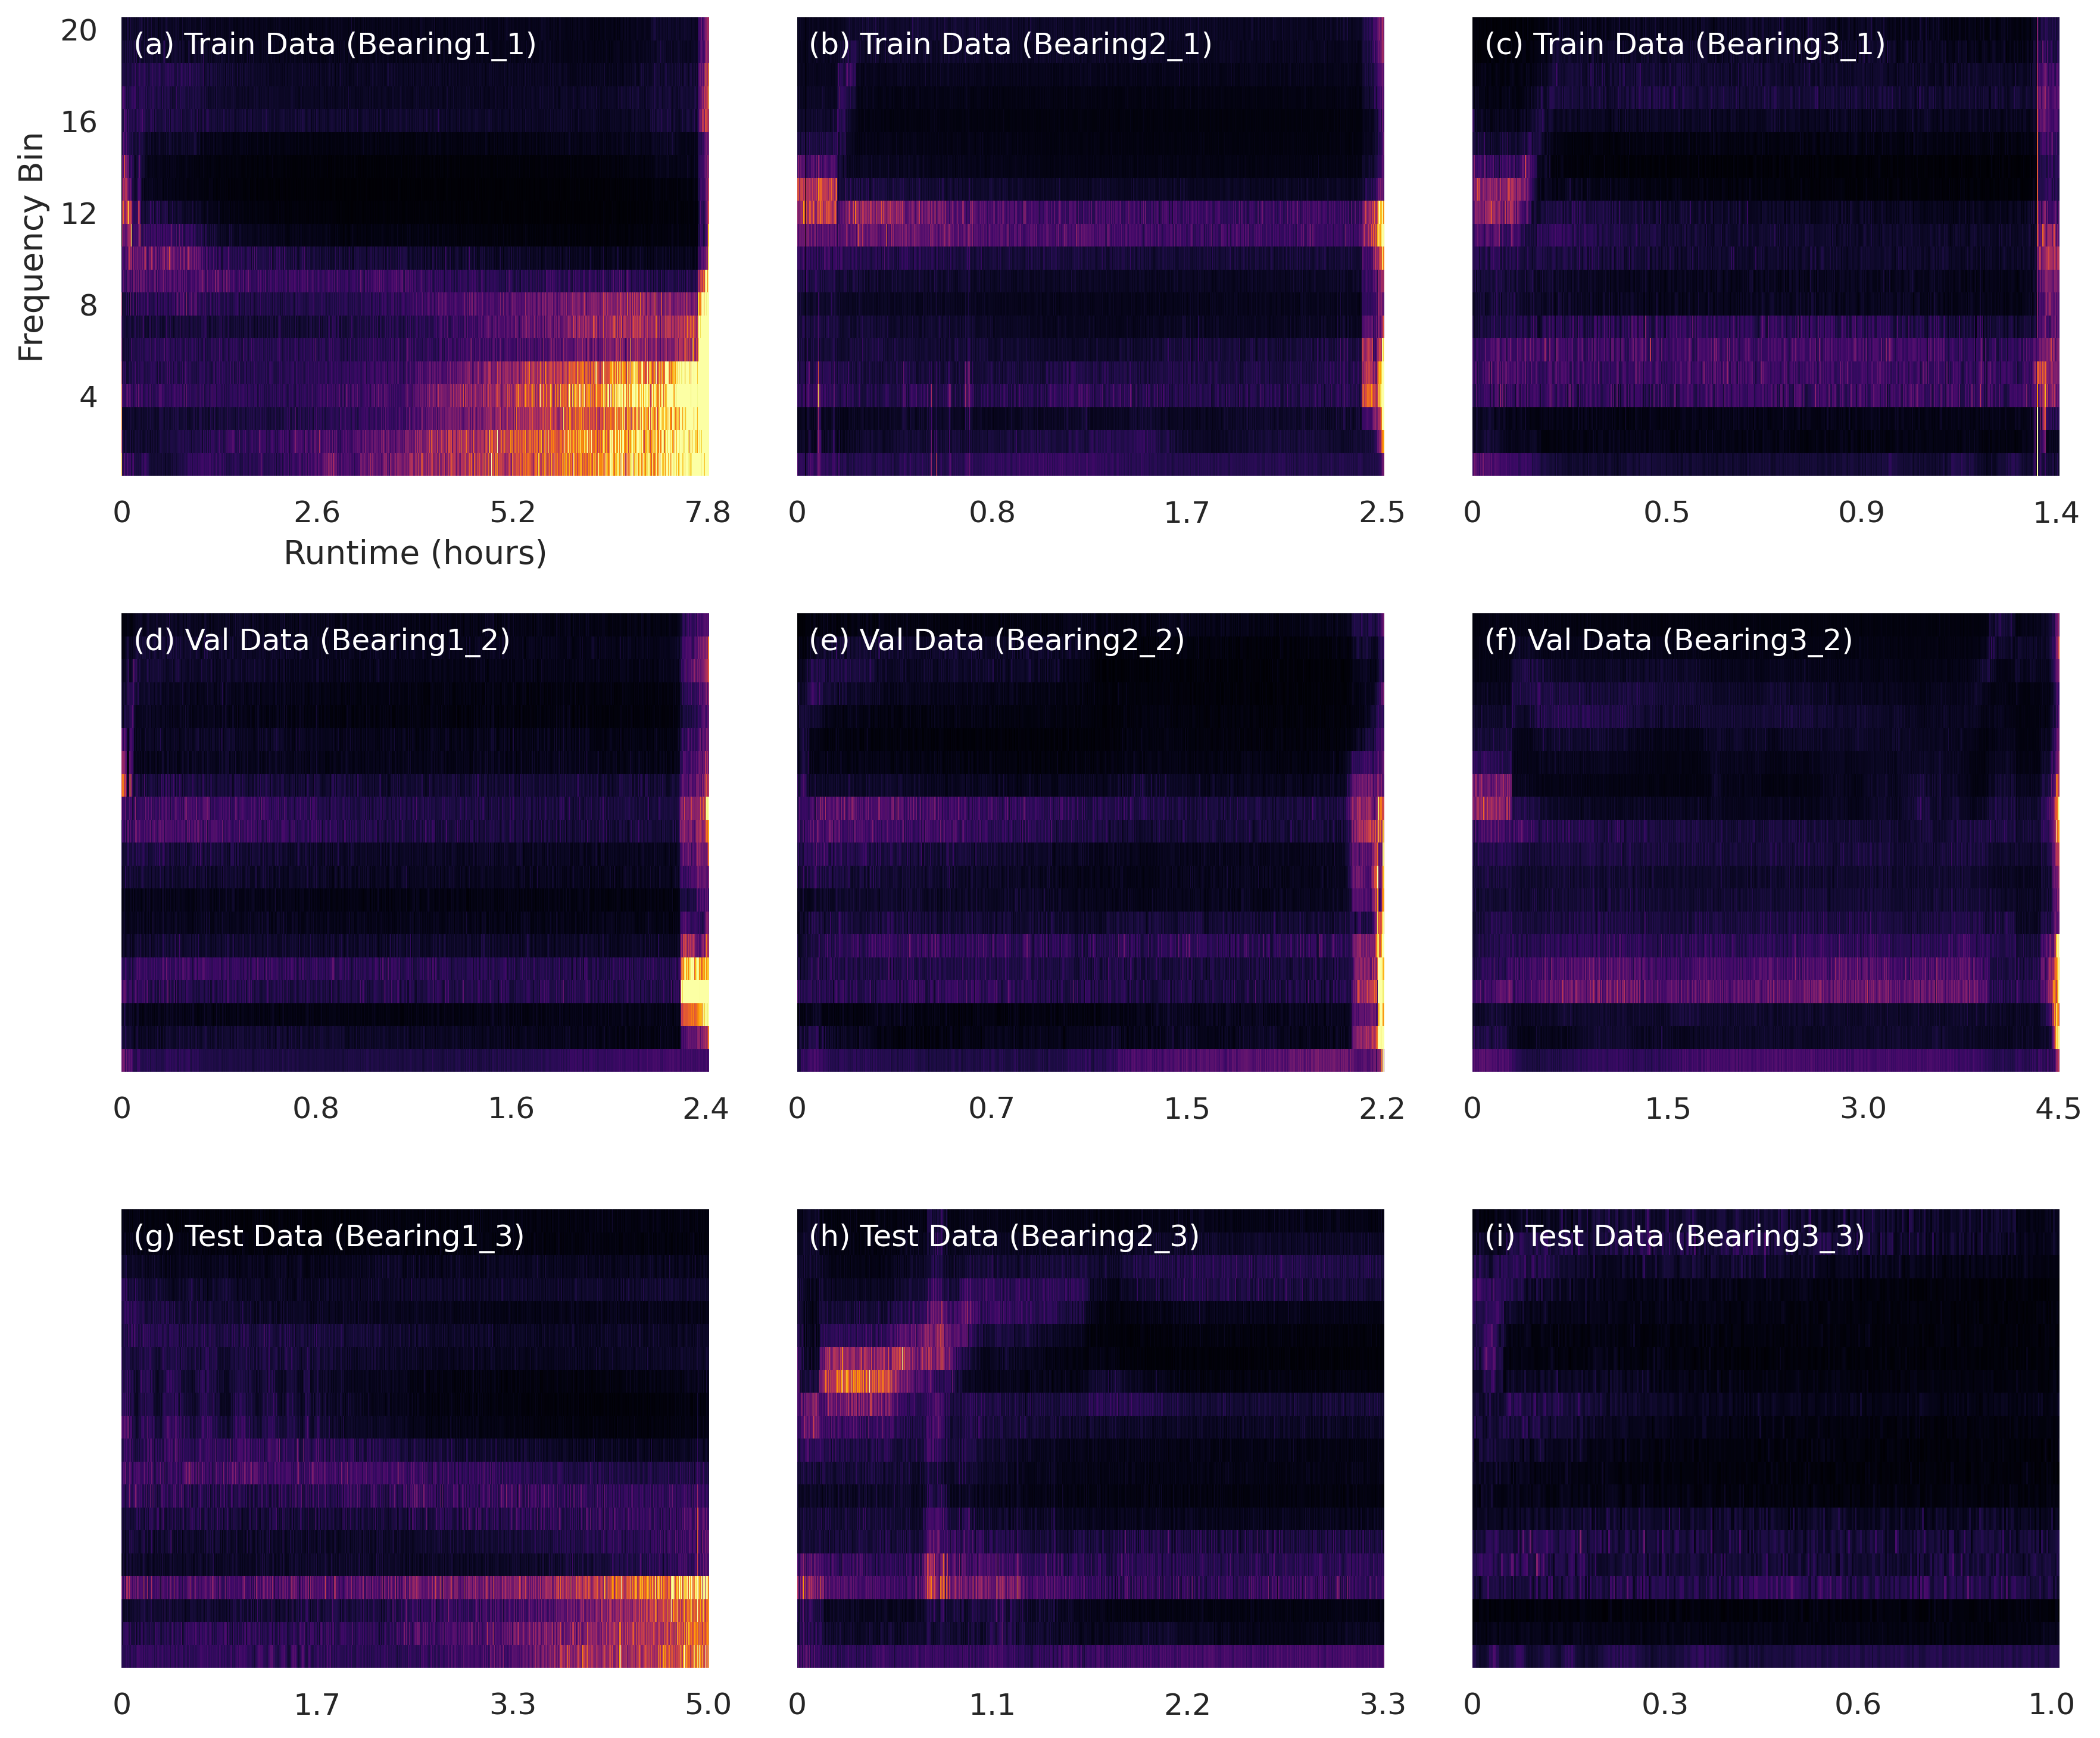 (a) Train Data (Bearing1_1)
(b) Train Data (Bearing2_1)
(c) Train Data (Bearing3_1)
Frequency Bin
20
16
12
8
4
0 2.6 5.2 7.8
Runtime (hours)
0 0.8 1.7 2.5
0 0.5 0.9 1.4
(d) Val Data (Bearing1_2)
(e) Val Data (Bearing2_2)
(f) Val Data (Bearing3_2)
0 0.8 1.6 2.4
0 0.7 1.5 2.2
0 1.5 3.0 4.5
(g) Test Data (Bearing1_3)
(h) Test Data (Bearing2_3)
(i) Test Data (Bearing3_3)
0 1.7 3.3 5.0
0 1.1 2.2 3.3
0 0.3 0.6 1.0